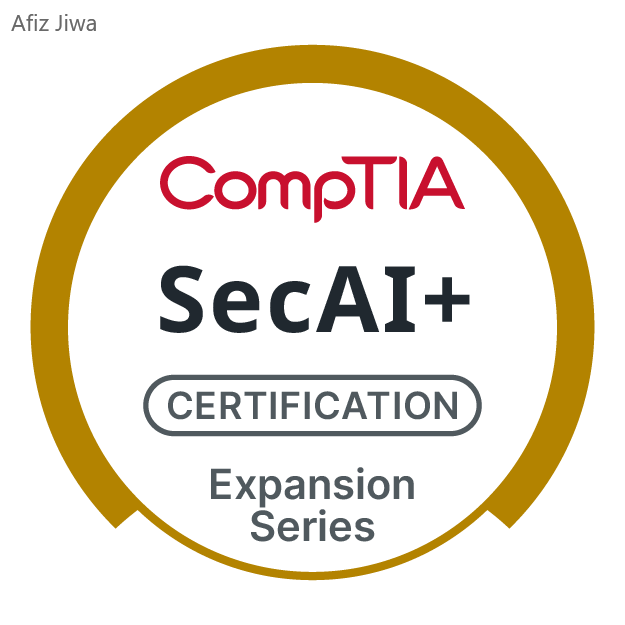 Afiz Jiwa
CompTIA
SecAI+
CERTIFICATION
Expansion
Series